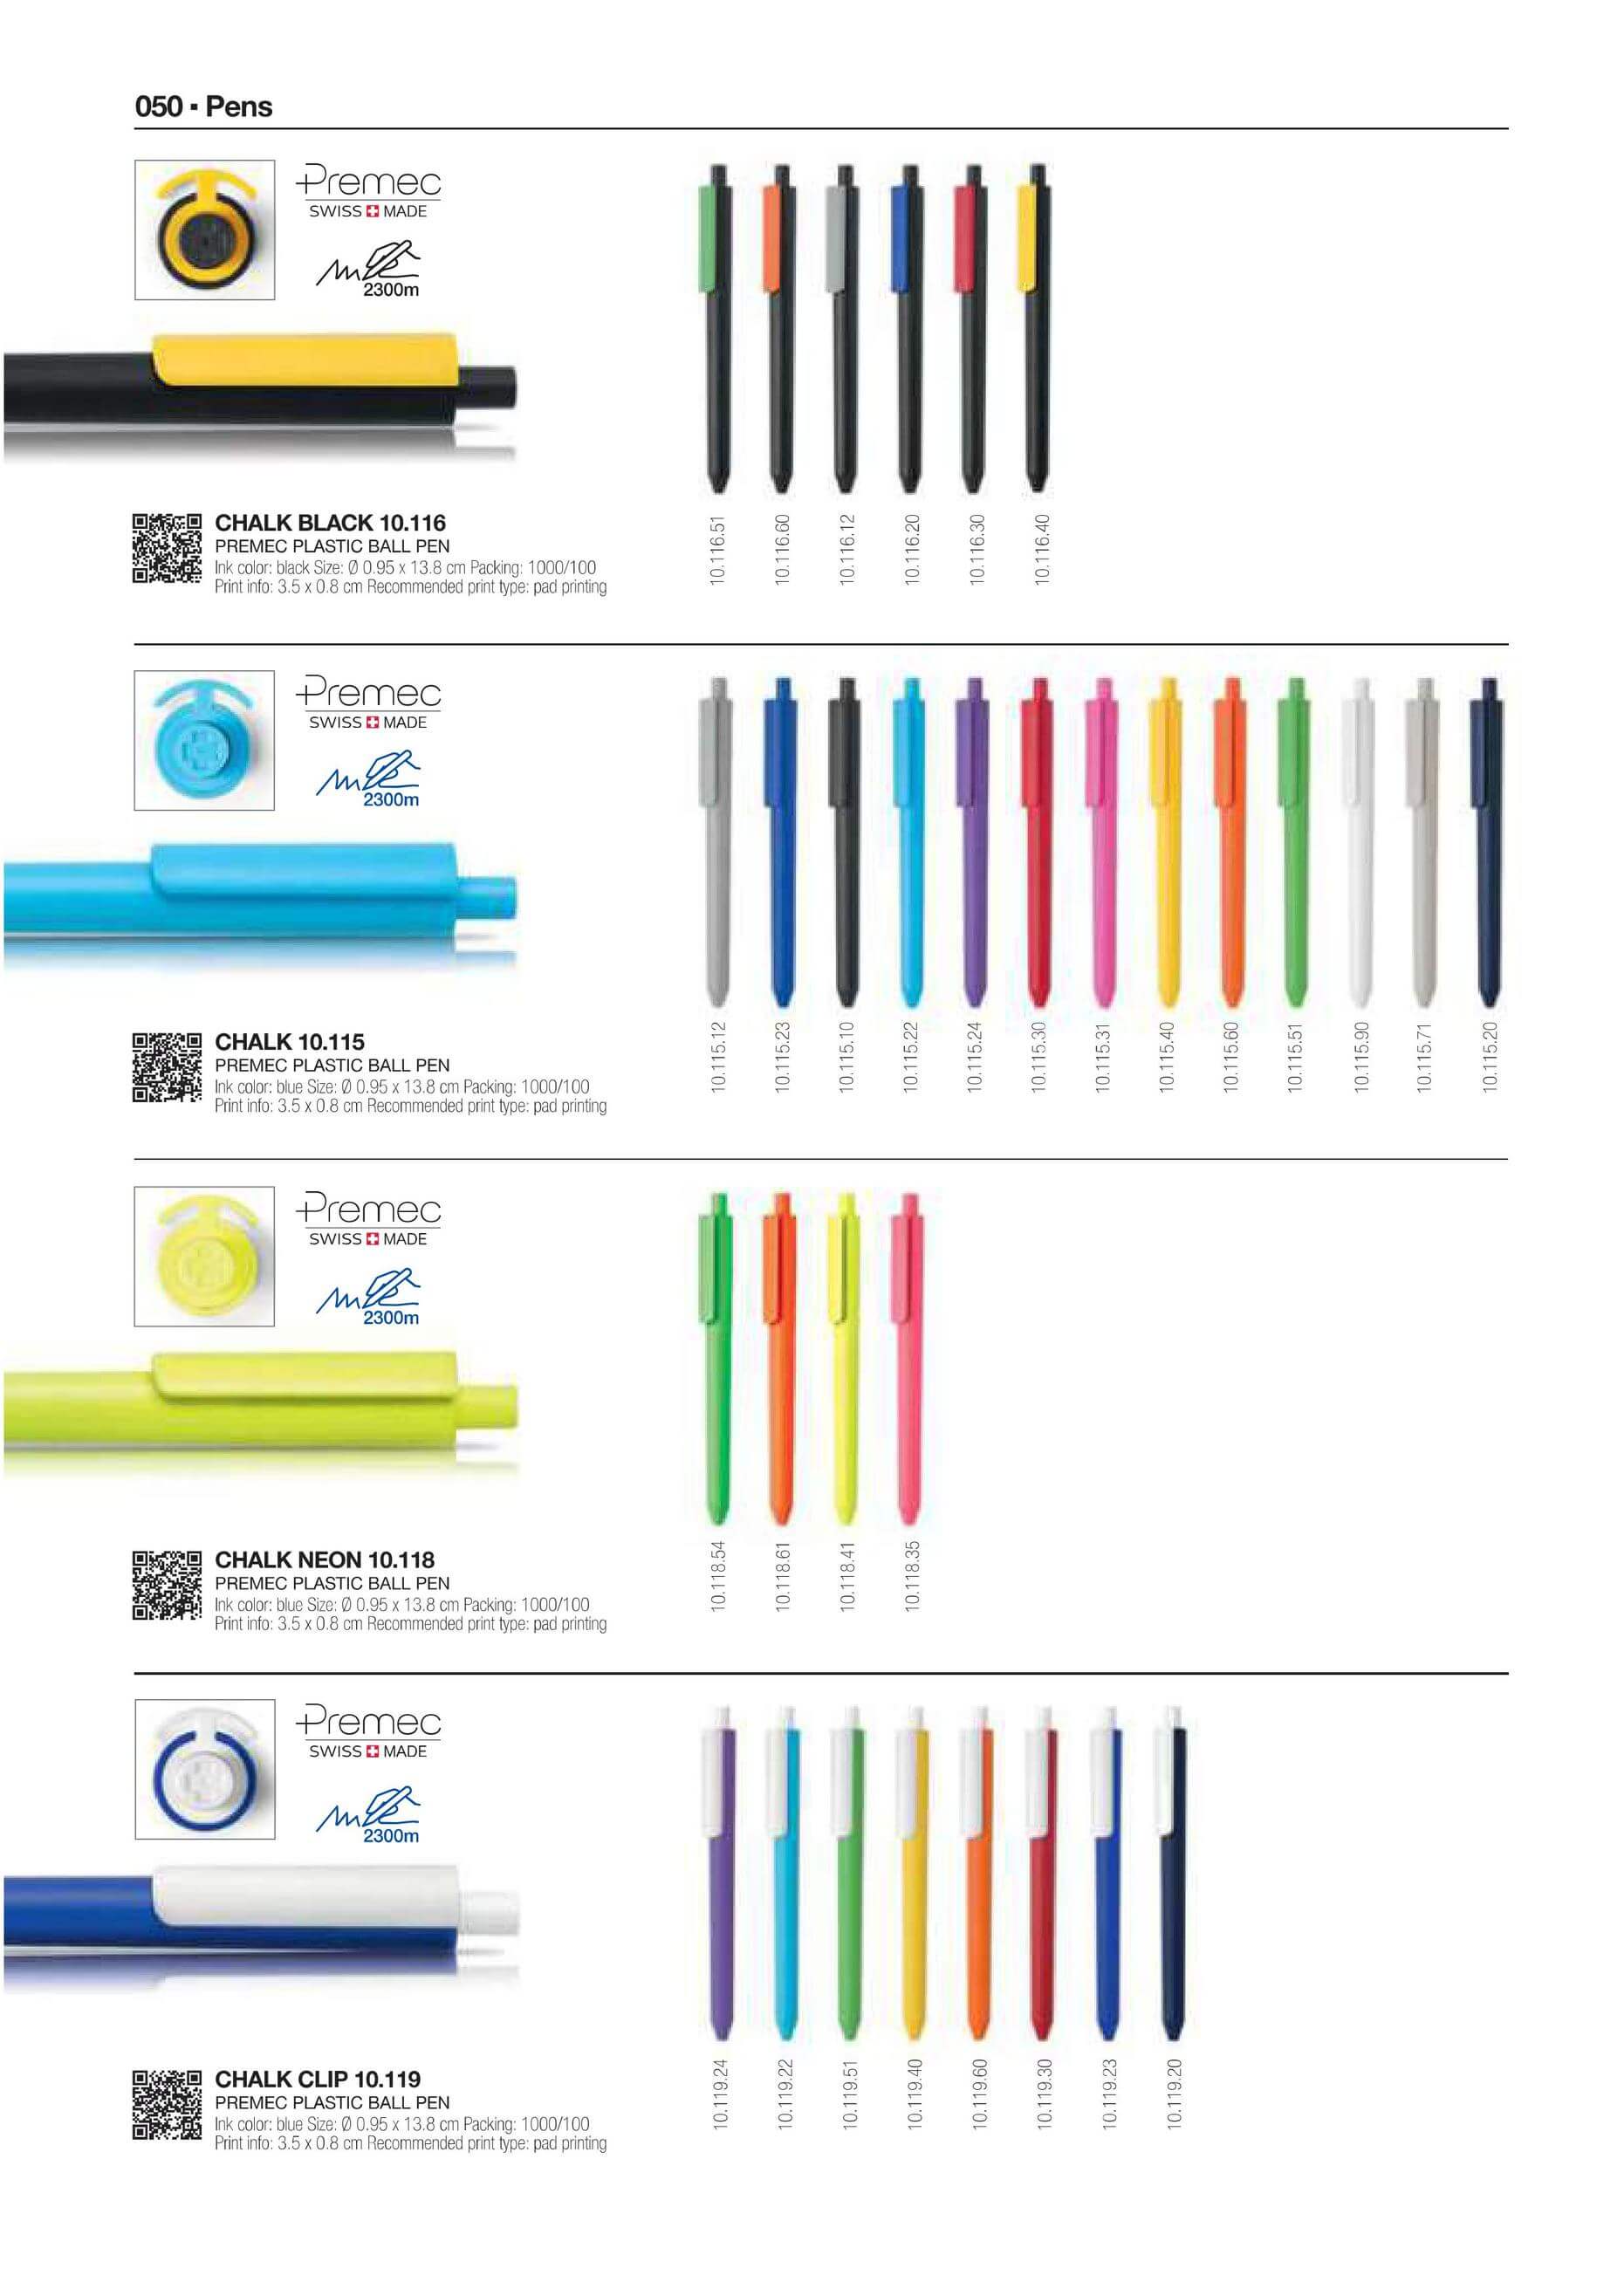 050 ▪ Pens
Premec
SWISS MADE
2300m
CHALK BLACK 10.116
PREMEC PLASTIC BALL PEN
Ink color: black Size: Ø 0.95 x 13.8 cm Packing: 1000/100
Print info: 3.5 x 0.8 cm Recommended print type: pad printing
10.116.51
10.116.60
10.116.12
10.116.20
10.116.30
10.116.40
Premec
SWISS MADE
2300m
CHALK 10.115
PREMEC PLASTIC BALL PEN
Ink color: blue Size: Ø 0.95 x 13.8 cm Packing: 1000/100
Print info: 3.5 x 0.8 cm Recommended print type: pad printing
10.115.12
10.115.23
10.115.10
10.115.22
10.115.24
10.115.30
10.115.31
10.115.40
10.115.60
10.115.51
10.115.90
10.115.71
10.115.20
Premec
SWISS MADE
2300m
CHALK NEON 10.118
PREMEC PLASTIC BALL PEN
Ink color: blue Size: Ø 0.95 x 13.8 cm Packing: 1000/100
Print info: 3.5 x 0.8 cm Recommended print type: pad printing
10.118.54
10.118.61
10.118.41
10.118.35
Premec
SWISS MADE
2300m
CHALK CLIP 10.119
PREMEC PLASTIC BALL PEN
Ink color: blue Size: Ø 0.95 x 13.8 cm Packing: 1000/100
Print info: 3.5 x 0.8 cm Recommended print type: pad printing
10.119.24
10.119.22
10.119.51
10.119.40
10.119.60
10.119.30
10.119.23
10.119.20